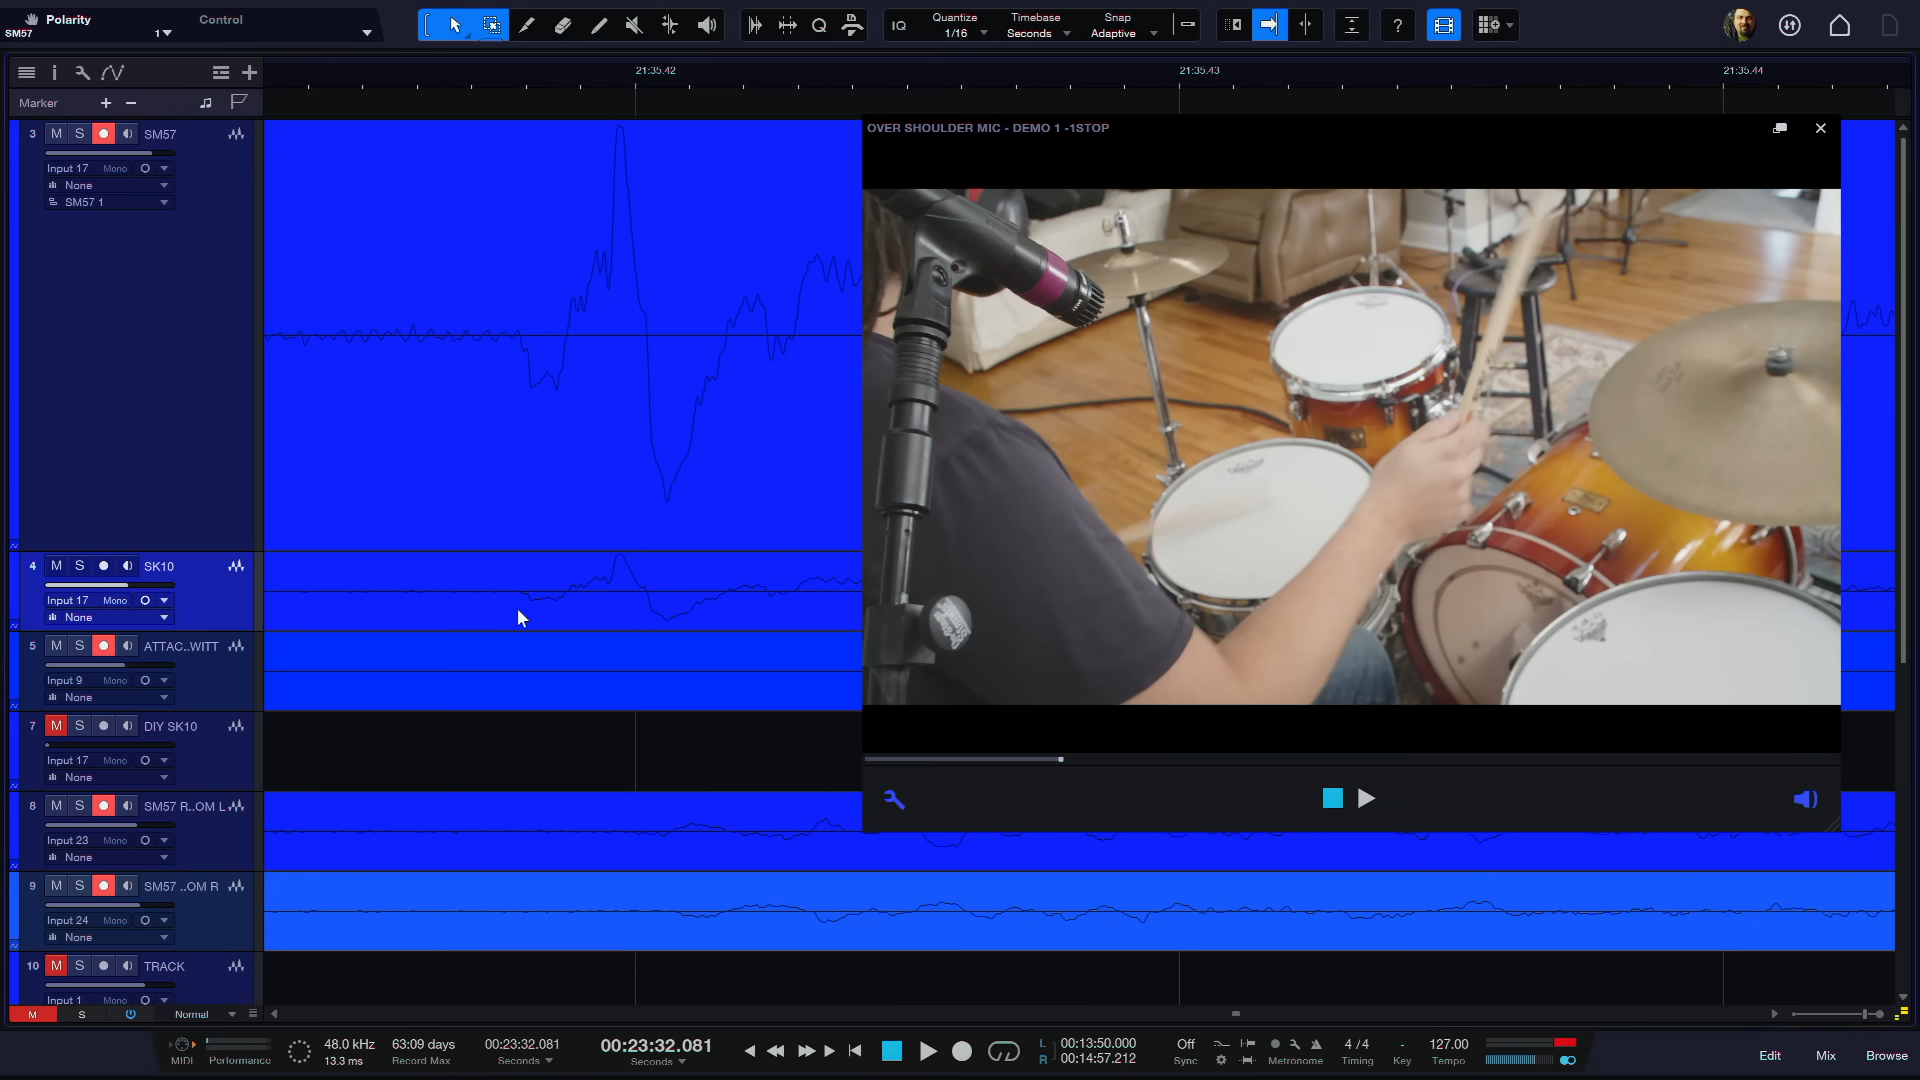 Polarity
Control
SM57
1
IQ
Quantize
1/16
Timebase
Seconds
Snap
Adaptive
?
21:35.42
21:35.43
21:35.44
Marker
3 M S SM57
Input 17 Mono
None
SM57 1
OVER SHOULDER MIC - DEMO 1 -1STOP
4 M S SK10
Input 17 Mono
None
5 M S ATTAC..WITT
Input 9 Mono
None
7 M S DIY SK10
Input 17 Mono
None
8 M S SM57 R..OM L
Input 23 Mono
None
9 M S SM57 ..OM R
Input 24 Mono
None
10 M S TRACK
Input 1 Mono
M S Normal
MIDI
Performance
48.0 kHz
13.3 ms
63:09 days
Record Max
00:23:32.081
Seconds
00:23:32.081
Seconds
L 00:13:50.000
R 00:14:57.212
Off
Sync
Metronome
4 / 4
Timing
-
Key
127.00
Tempo
Edit
Mix
Browse